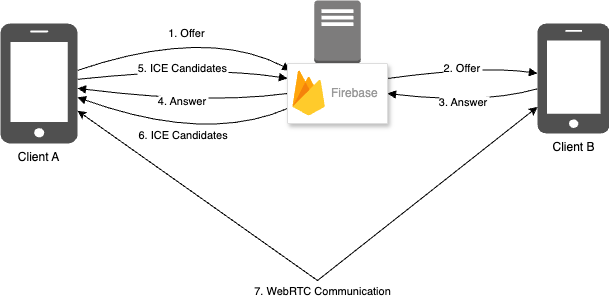 1. Offer
5. ICE Candidates
2. Offer
Firebase
4. Answer
3. Answer
6. ICE Candidates
Client A
Client B
7. WebRTC Communication